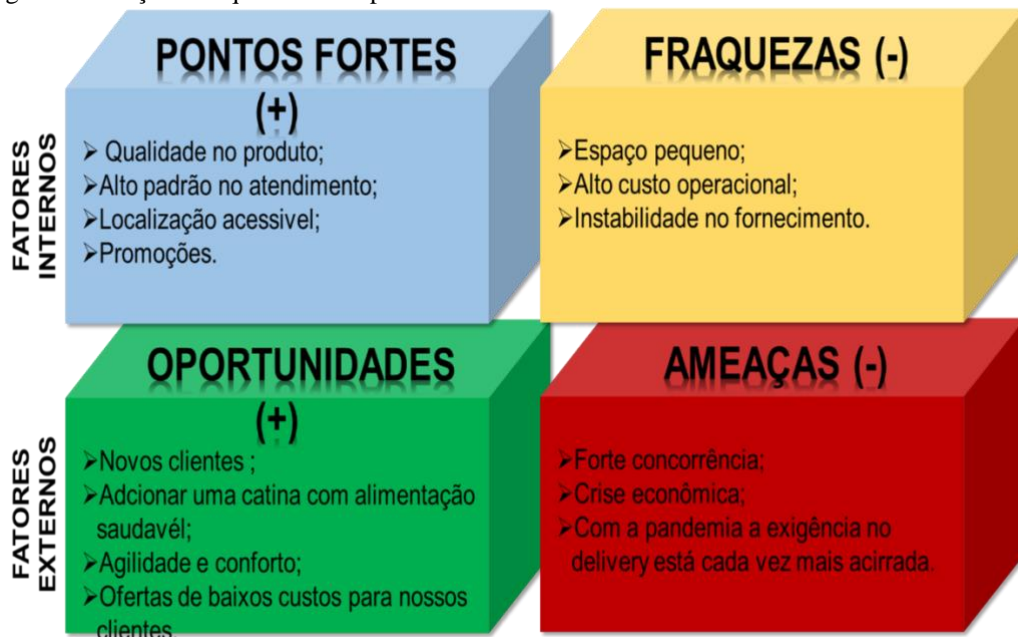 PONTOS FORTES
(+)
FATORES
INTERNOS
➤ Qualidade no produto;
➤Alto padrão no atendimento;
➤Localização acessivel;
➤Promoções.
FRAQUEZAS (-)
➤Espaço pequeno;
➤Alto custo operacional;
➤Instabilidade no fornecimento.
OPORTUNIDADES
(+)
FATORES
EXTERNOS
➤Novos clientes ;
➤Adcionar uma catina com alimentação
saudavél;
➤Agilidade e conforto;
➤Ofertas de baixos custos para nossos
clientes
AMEAÇAS (-)
➤Forte concorrência;
➤Crise econômica;
➤Com a pandemia a exigência no
delivery está cada vez mais acirrada.